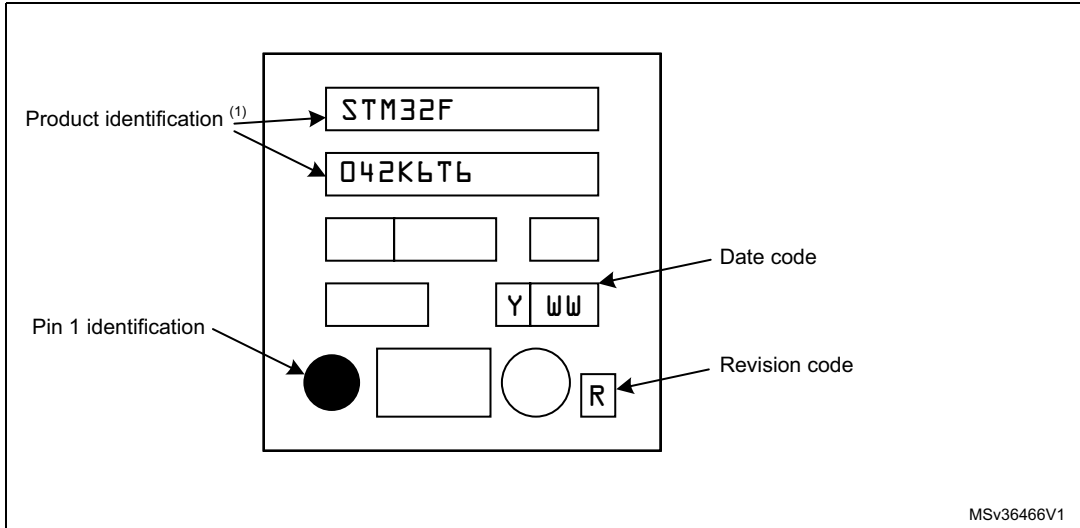 Product identification (1)
STM32F
042K6T6
Date code
Y WW
Pin 1 identification
Revision code
R
MSv36466V1